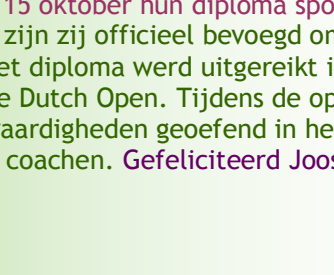 15 oktober hun diploma spo
zijn zij officieel bevoegd on
et diploma werd uitgereikt i
e Dutch Open. Tijdens de op
aardigheden geoefend in he
coachen. Gefeliciteerd Joos